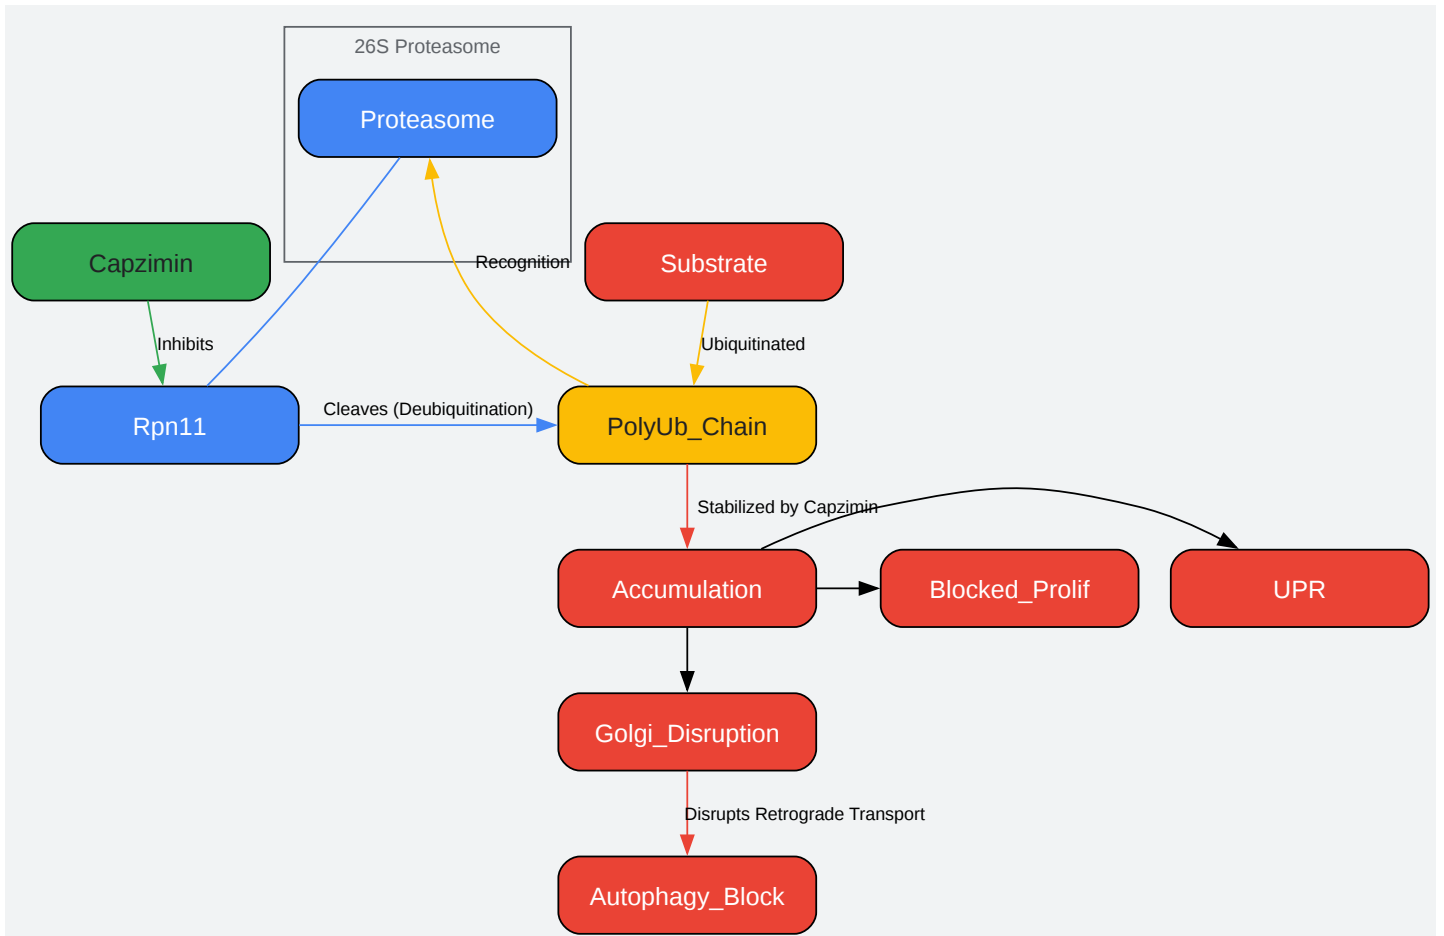 26S Proteasome
Proteasome
Capzimin
Recognition
Substrate
Inhibits
Ubiquitinated
Rpn11
Cleaves (Deubiquitination)
PolyUb_Chain
Stabilized by Capzimin
Accumulation
Blocked_Prolif
UPR
Golgi_Disruption
Disrupts Retrograde Transport
Autophagy_Block